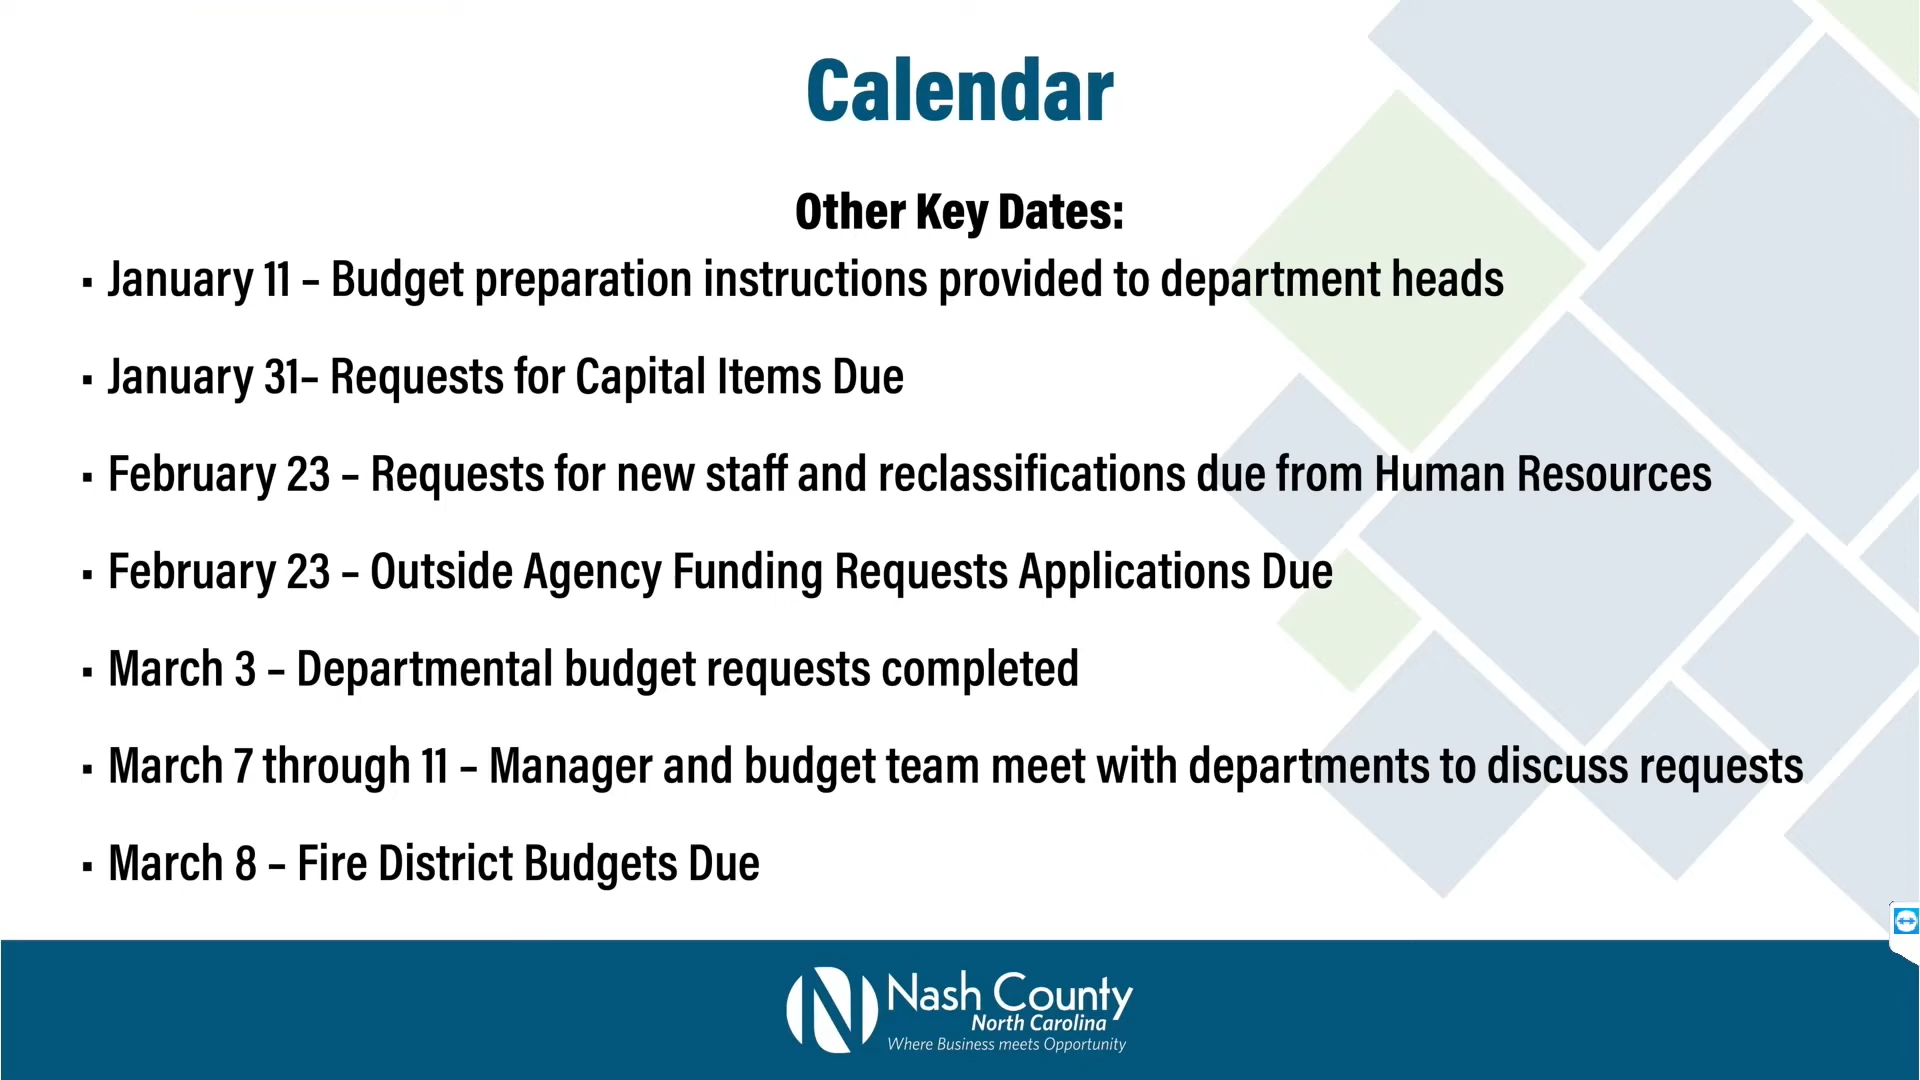 Calendar
Other Key Dates:
▪ January 11 – Budget preparation instructions provided to department heads
▪ January 31– Requests for Capital Items Due
▪ February 23 – Requests for new staff and reclassifications due from Human Resources
▪ February 23 – Outside Agency Funding Requests Applications Due
▪ March 3 – Departmental budget requests completed
▪ March 7 through 11 – Manager and budget team meet with departments to discuss requests
▪ March 8 – Fire District Budgets Due
N Nash County
North Carolina
Where Business meets Opportunity